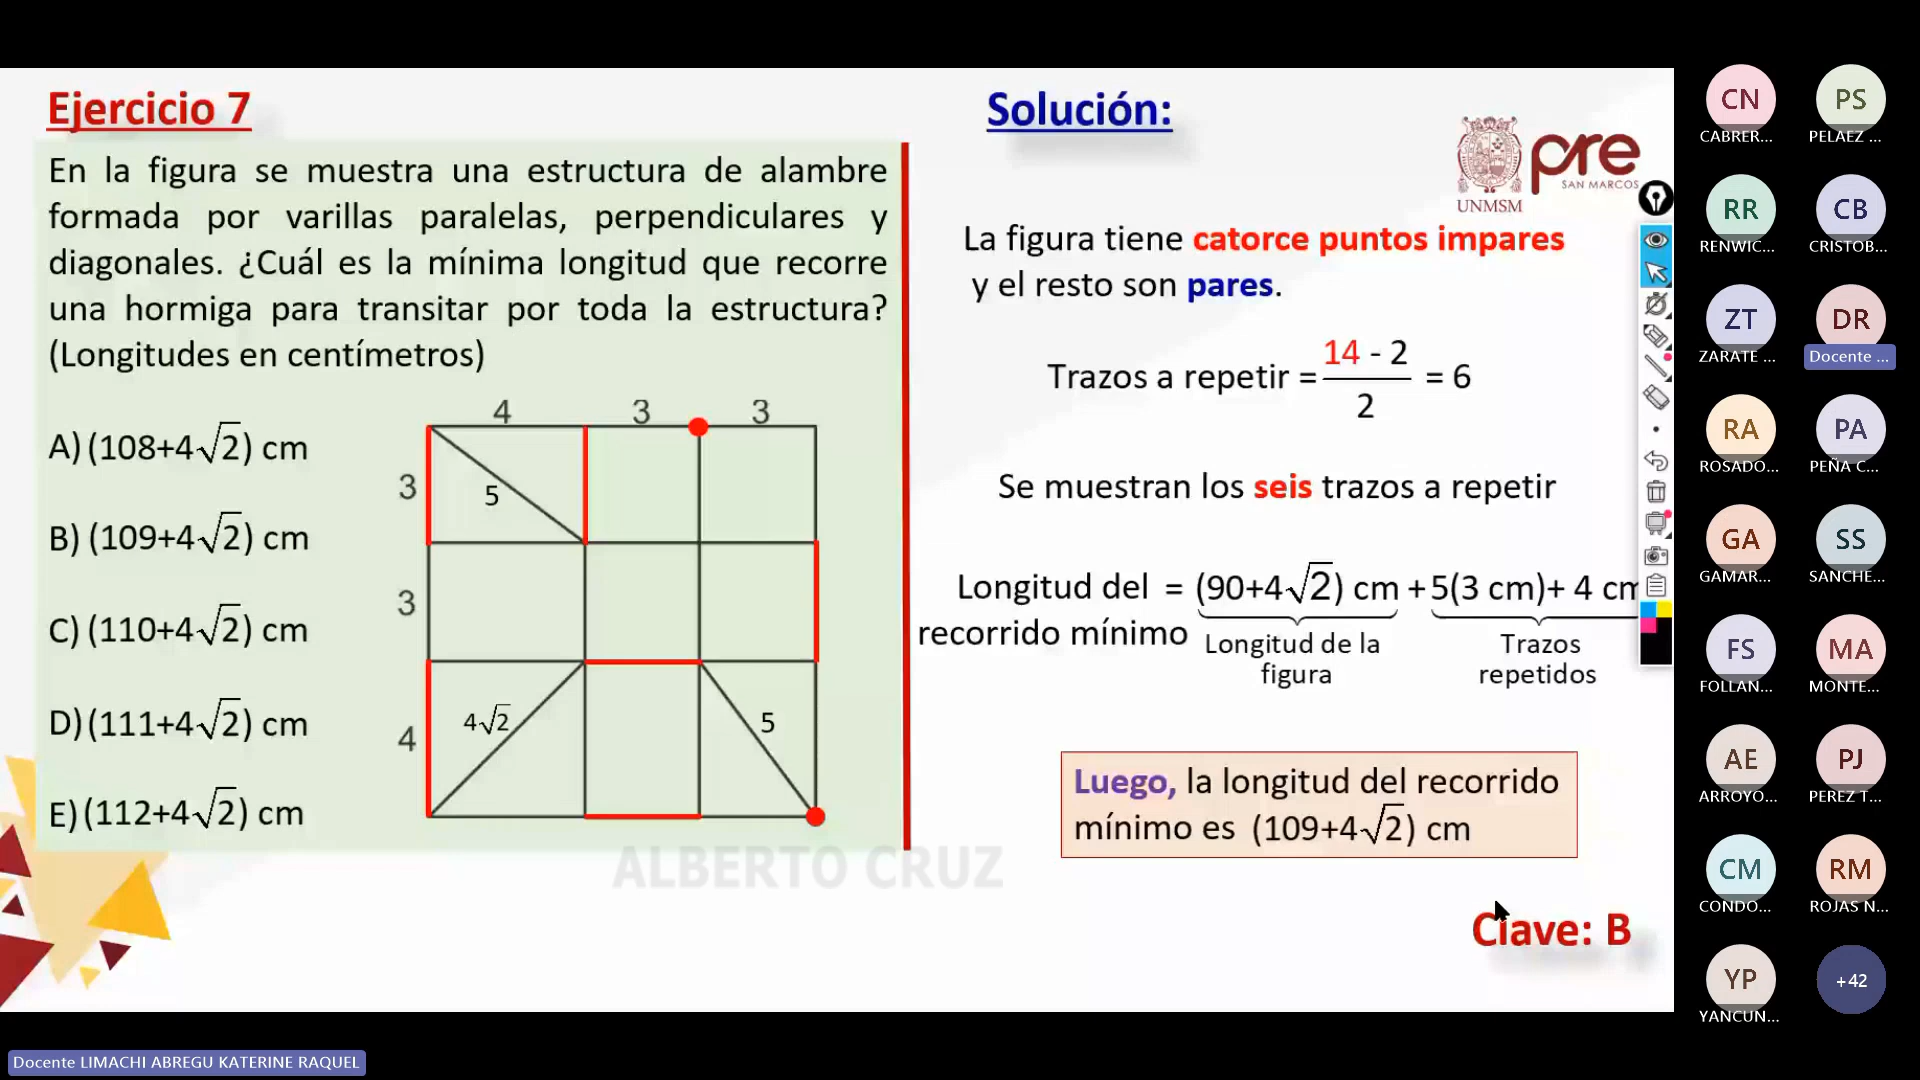 Ejercicio 7
En la figura se muestra una estructura de alambre
formada por varillas paralelas, perpendiculares y
diagonales. ¿Cuál es la mínima longitud que recorre
una hormiga para transitar por toda la estructura?
(Longitudes en centímetros)
A) (108+4√2) cm
B) (109+4√2) cm
C) (110+4√2) cm
D) (111+4√2) cm
E) (112+4√2) cm
4 3 3
3
5
3
4
4√2
5
ALBERTO CRUZ
Solución:
UNMSM
pre
SAN MARCOS
La figura tiene catorce puntos impares
y el resto son pares.
Trazos a repetir = (14 - 2)/2 = 6
Se muestran los seis trazos a repetir
Longitud del = (90+4√2) cm + 5(3 cm)+ 4 cm
recorrido mínimo
Longitud de la
figura
Trazos
repetidos
Luego, la longitud del recorrido
mínimo es (109+4√2) cm
Clave: B
CN
CABRER...
PS
PELAEZ ...
RR
RENWIC...
CB
CRISTOB...
ZT
ZARATE ...
DR
Docente ...
RA
ROSADO...
PA
PEÑA C...
GA
GAMAR...
SS
SANCHE...
FS
FOLLAN...
MA
MONTE...
AE
ARROYO...
PJ
PEREZ T...
CM
CONDO...
RM
ROJAS N...
YP
YANCUN...
+42
Docente LIMACHI ABREGU KATERINE RAQUEL